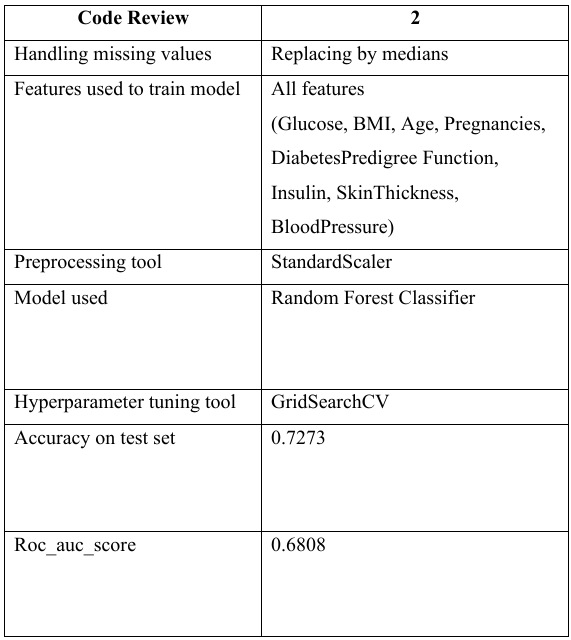 Code Review 2
Handling missing values Replacing by medians
Features used to train model All features
(Glucose, BMI, Age, Pregnancies,
DiabetesPredigree Function,
Insulin, SkinThickness,
BloodPressure)
Preprocessing tool StandardScaler
Model used Random Forest Classifier
Hyperparameter tuning tool GridSearchCV
Accuracy on test set 0.7273
Roc_auc_score 0.6808